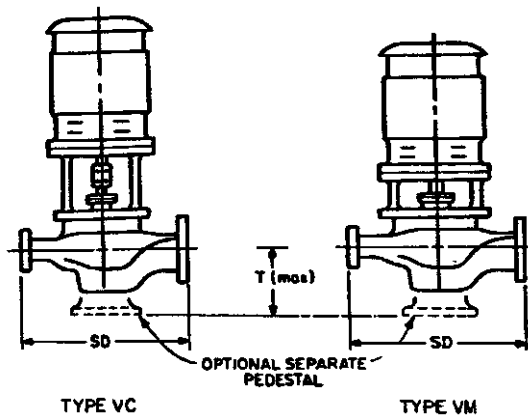 T (max)
SD
SD
OPTIONAL SEPARATE
PEDESTAL
TYPE VC
TYPE VM